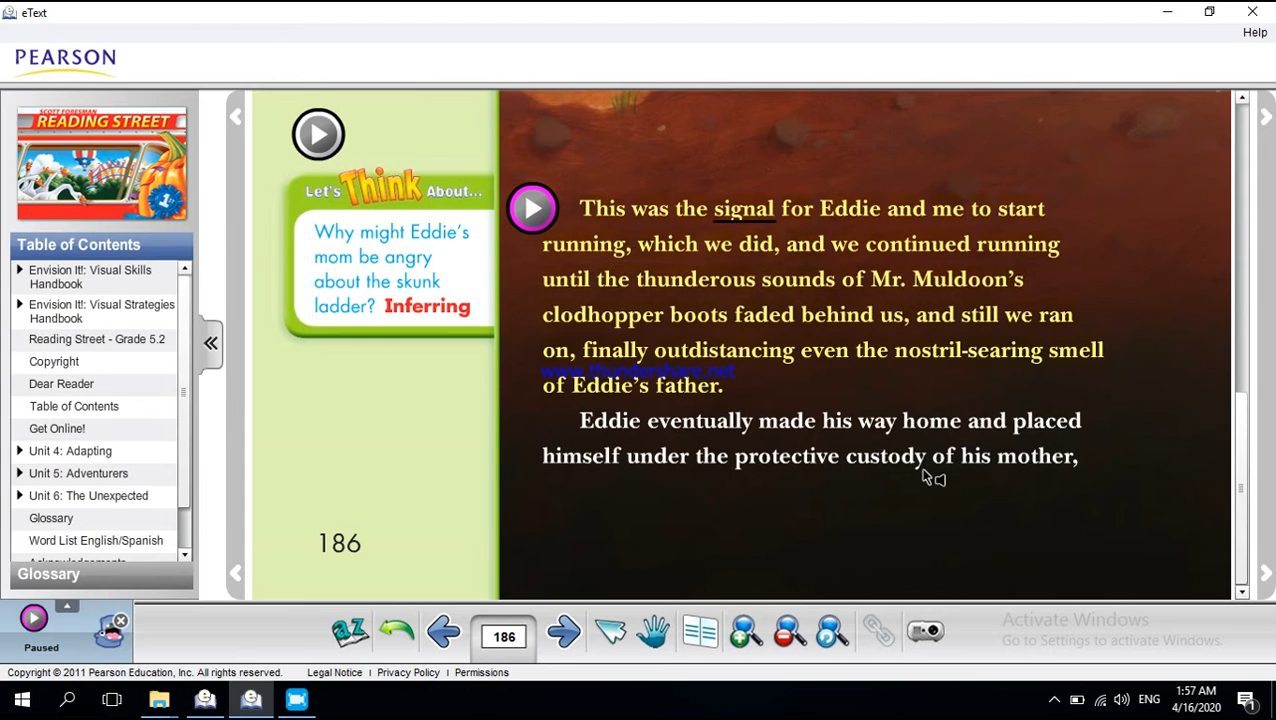 eText
Help
PEARSON
SCOTT FORESMAN
READING STREET
Table of Contents
Envision It!: Visual Skills
Handbook
Envision It!: Visual Strategies
Handbook
Reading Street - Grade 5.2
Copyright
Dear Reader
Table of Contents
Get Online!
Unit 4: Adapting
Unit 5: Adventurers
Unit 6: The Unexpected
Glossary
Word List English/Spanish
Acknowledgements
Glossary
Let's Think About...
Why might Eddie's
mom be angry
about the skunk
ladder? Inferring
186
This was the signal for Eddie and me to start
running, which we did, and we continued running
until the thunderous sounds of Mr. Muldoon's
clodhopper boots faded behind us, and still we ran
on, finally outdistancing even the nostril-searing smell
www.thundershare.net
of Eddie's father.
Eddie eventually made his way home and placed
himself under the protective custody of his mother,
Paused
az
186
Activate Windows
Go to Settings to activate Windows.
Copyright © 2011 Pearson Education, Inc. All rights reserved. Legal Notice | Privacy Policy | Permissions
ENG
1:57 AM
4/16/2020
1